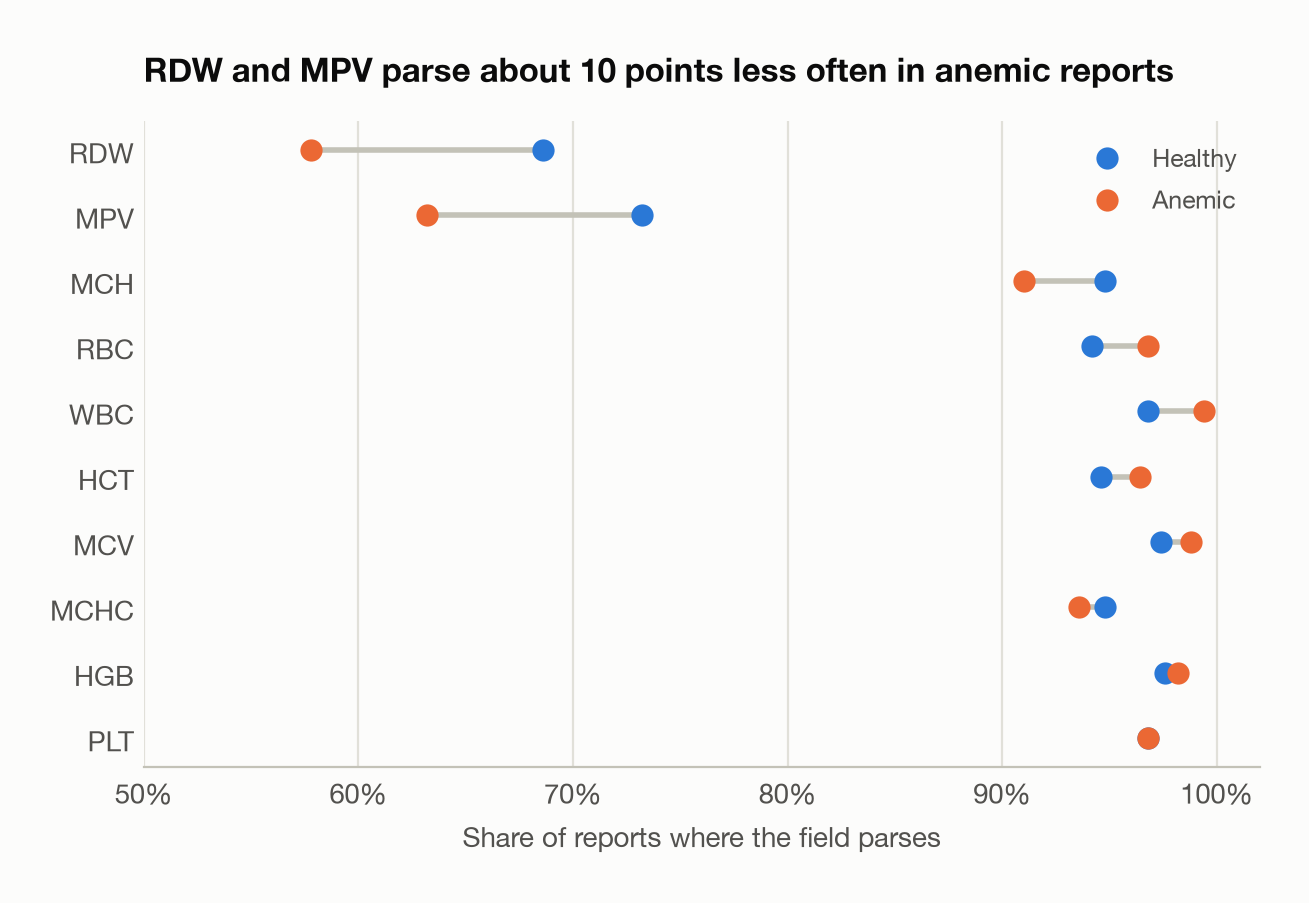 RDW and MPV parse about 10 points less often in anemic reports
RDW
MPV
MCH
RBC
WBC
HCT
MCV
MCHC
HGB
PLT
Healthy
Anemic
50% 60% 70% 80% 90% 100%
Share of reports where the field parses